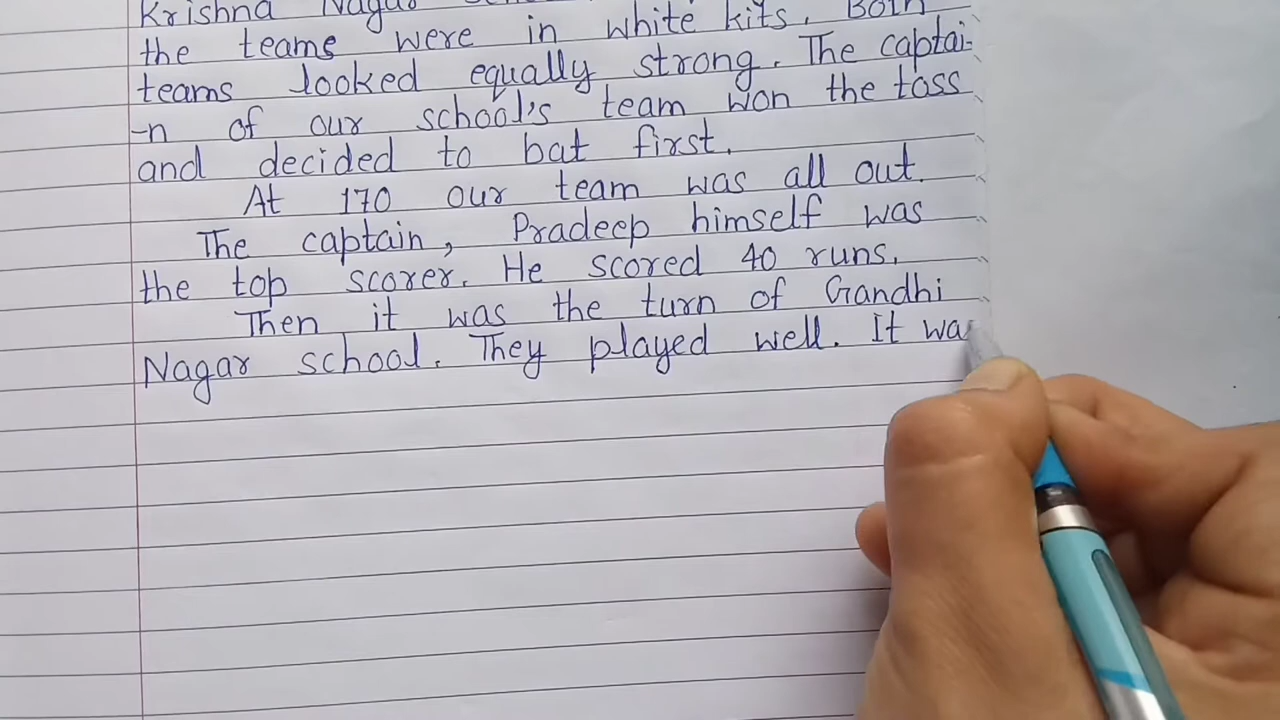 Krishna Nagar
the teams were in white kits. Both
teams looked equally strong. The captai-
-n of our school's team won the toss
and decided to bat first.
At 170 our team was all out.
The captain, Pradeep himself was
the top scorer. He scored 40 runs.
Then it was the turn of Gandhi
Nagar school. They played well. It was